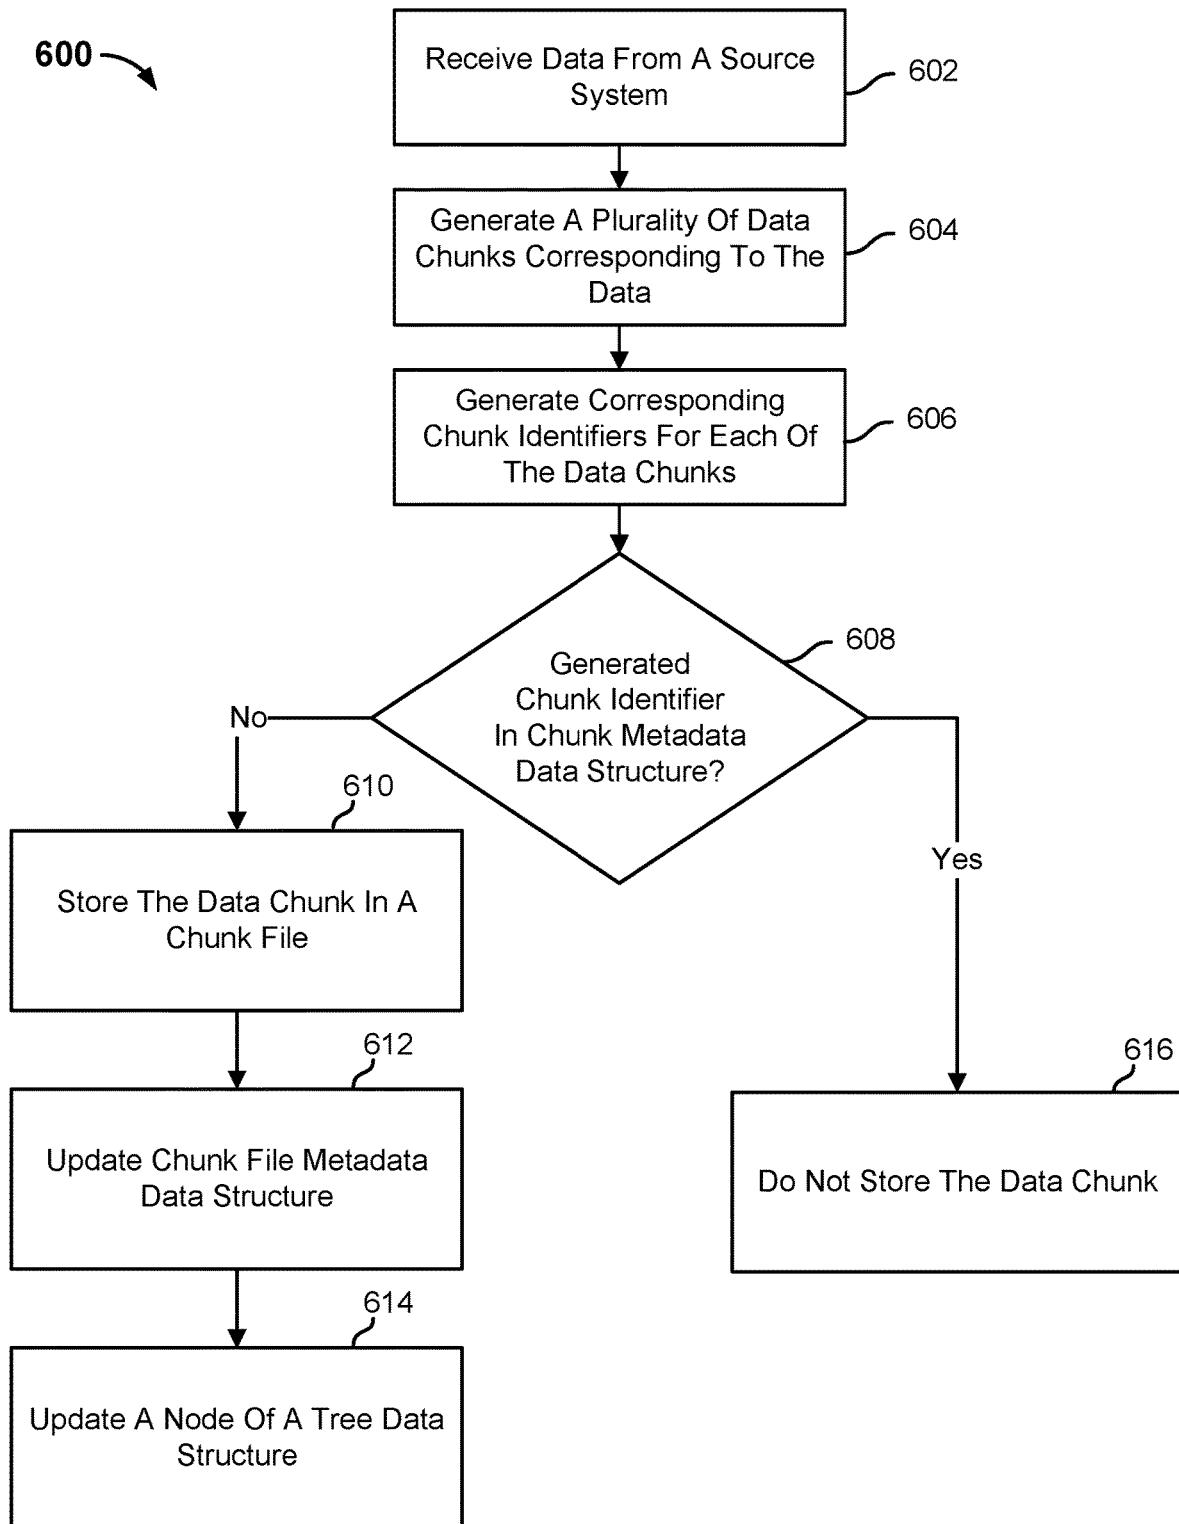 600
Receive Data From A Source
System
602
Generate A Plurality Of Data
Chunks Corresponding To The
Data
604
Generate Corresponding
Chunk Identifiers For Each Of
The Data Chunks
606
Generated
Chunk Identifier
In Chunk Metadata
Data Structure?
608
No
Yes
610
Store The Data Chunk In A
Chunk File
612
Update Chunk File Metadata
Data Structure
616
Do Not Store The Data Chunk
614
Update A Node Of A Tree Data
Structure